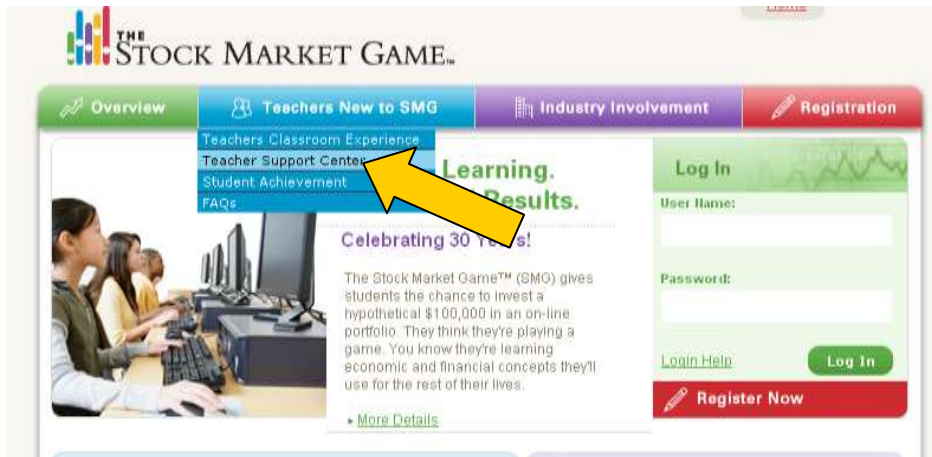 Home
THE
STOCK MARKET GAME™
Overview
Teachers New to SMG
Industry Involvement
Registration
Teachers Classroom Experience
Teacher Support Center
Student Achievement
FAQs
Learning.
Results.
Celebrating 30 Years!
The Stock Market Game™ (SMG) gives
students the chance to invest a
hypothetical $100,000 in an on-line
portfolio. They think they're playing a
game. You know they're learning
economic and financial concepts they'll
use for the rest of their lives.
▸ More Details
Log In
User Name:
Password:
Login Help
Log In
Register Now